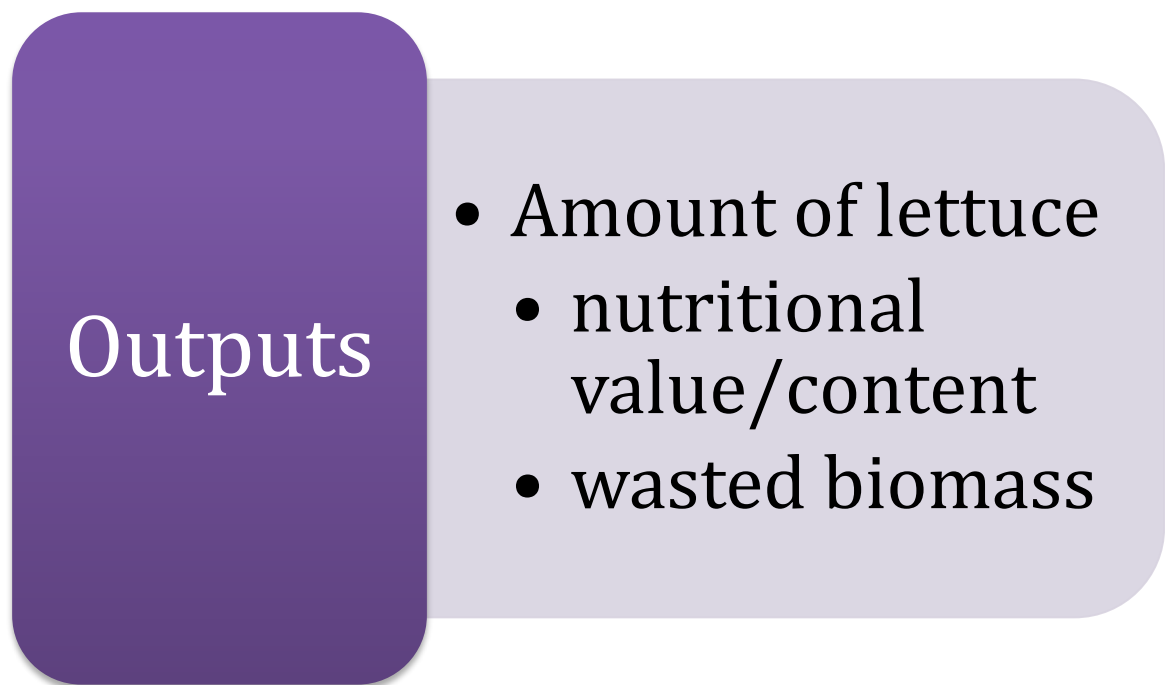 Outputs
• Amount of lettuce
• nutritional
value/content
• wasted biomass